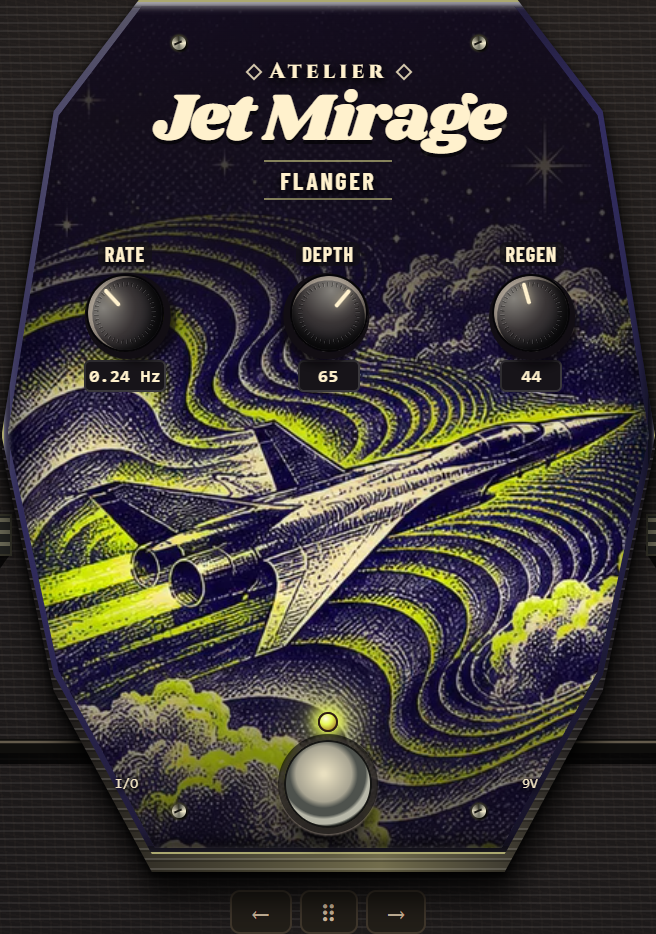 ATELIER
Jet Mirage
FLANGER
RATE DEPTH REGEN
0.24 Hz 65 44
I/O 9V
← →